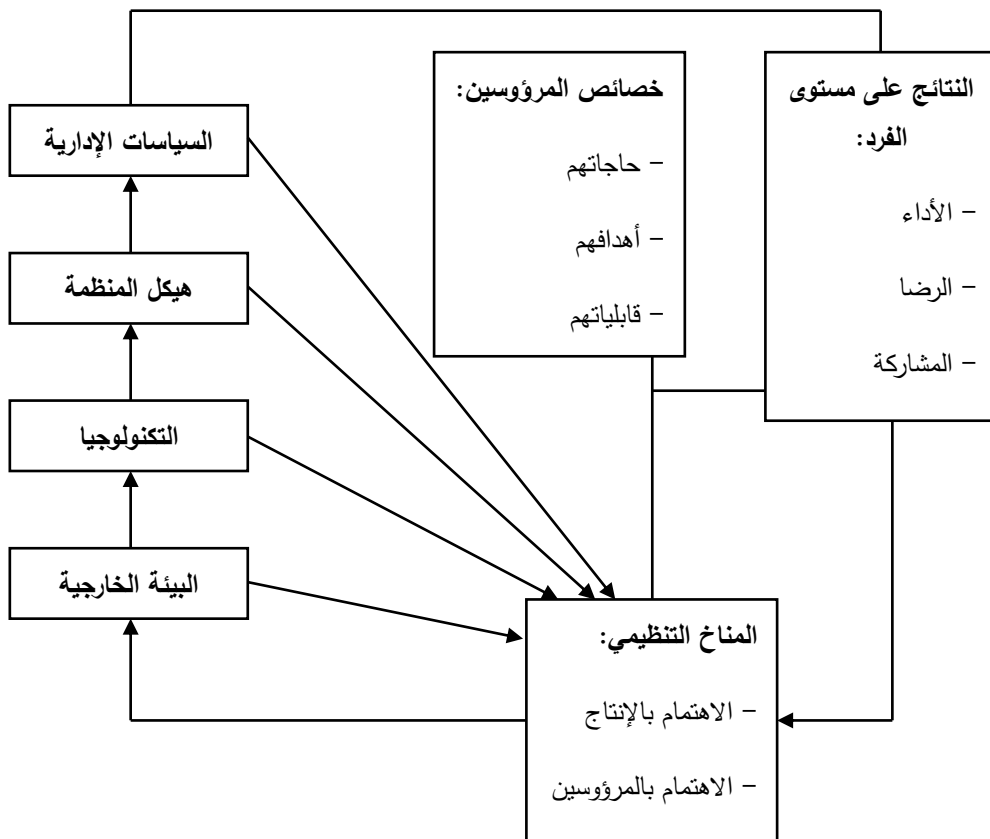 النتائج على مستوى
الفرد:
– الأداء
– الرضا
– المشاركة
خصائص المرؤوسين:
– حاجاتهم
– أهدافهم
– قابلياتهم
السياسات الإدارية
هيكل المنظمة
التكنولوجيا
البيئة الخارجية
المناخ التنظيمي:
– الاهتمام بالإنتاج
– الاهتمام بالمرؤوسين